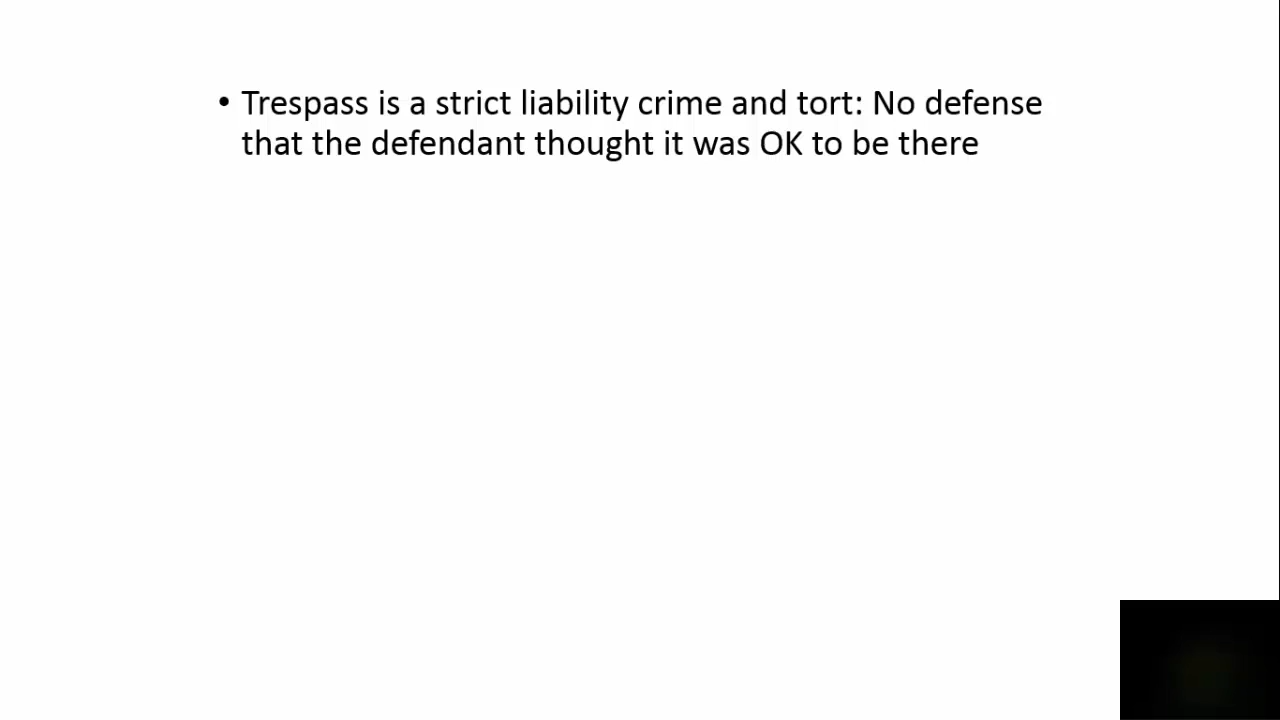 • Trespass is a strict liability crime and tort: No defense
that the defendant thought it was OK to be there